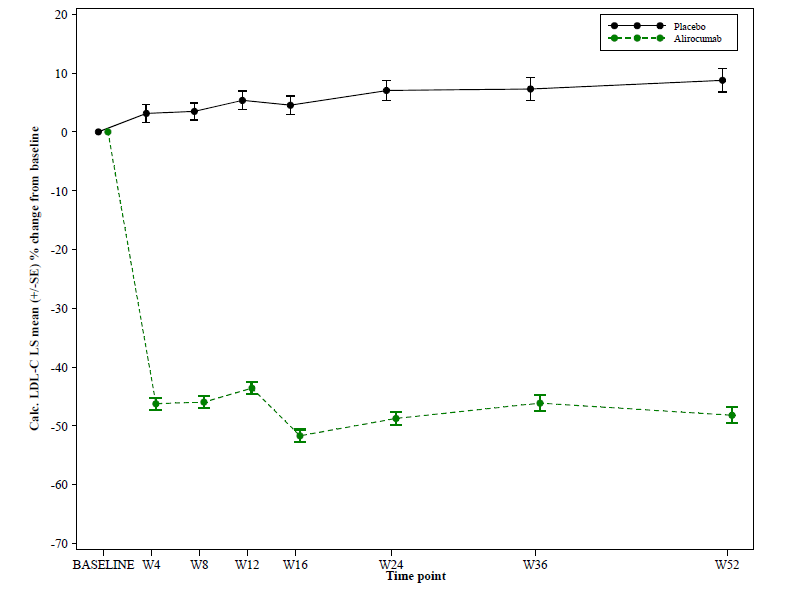 Placebo
Alirocumab
Calc. LDL-C LS mean (+/-SE) % change from baseline
20
10
0
-10
-20
-30
-40
-50
-60
-70
BASELINE W4 W8 W12 W16 W24 W36 W52
Time point